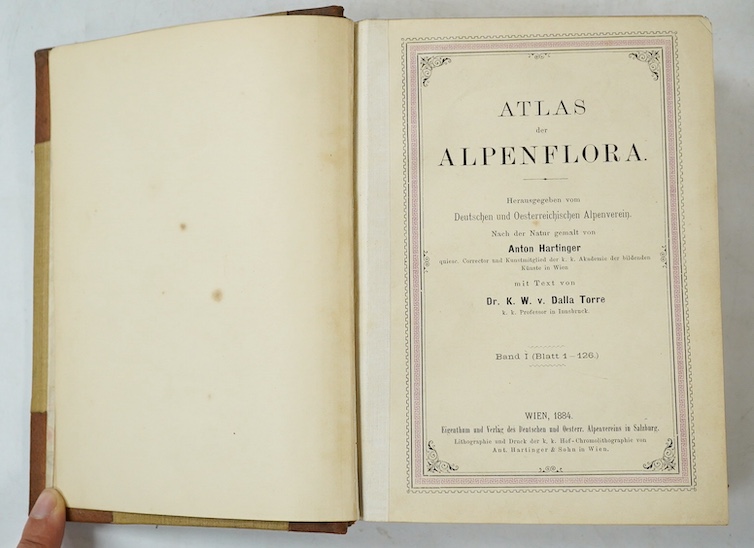 ATLAS
der
ALPENFLORA.
Herausgegeben vom
Deutschen und Oesterreichischen Alpenverein.
Nach der Natur gemalt von
Anton Hartinger
quiesc. Corrector und Kunstmitglied der k. k. Akademie der bildenden
Künste in Wien
mit Text von
Dr. K. W. v. Dalla Torre
k. k. Professor in Innsbruck.
Band I (Blatt 1–126.)
WIEN, 1884.
Eigenthum und Verlag des Deutschen und Oesterr. Alpenvereins in Salzburg.
Lithographie und Druck der k. k. Hof-Chromolithographie von
Ant. Hartinger & Sohn in Wien.